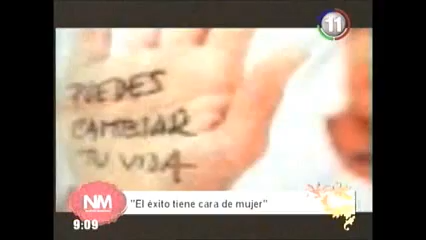 11
PUEDES
CAMBIAR
TU VIDA
NM
"El éxito tiene cara de mujer"
9:09